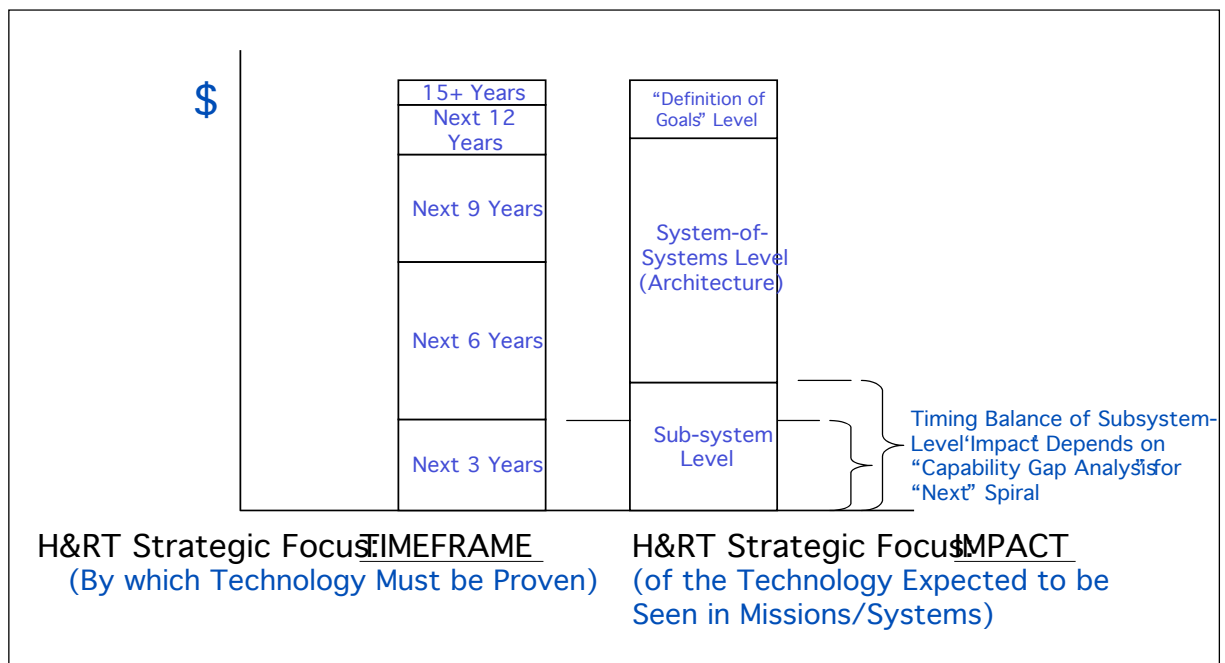 $
15+ Years
Next 12
Years
Next 9 Years
Next 6 Years
Next 3 Years
“Definition of
Goals” Level
System-of-
Systems Level
(Architecture)
Sub-system
Level
Timing Balance of Subsystem-
Level ‘Impact’ Depends on
“Capability Gap Analysis” for
“Next” Spiral
H&RT Strategic Focus: TIMEFRAME
(By which Technology Must be Proven)
H&RT Strategic Focus: IMPACT
(of the Technology Expected to be
Seen in Missions/Systems)